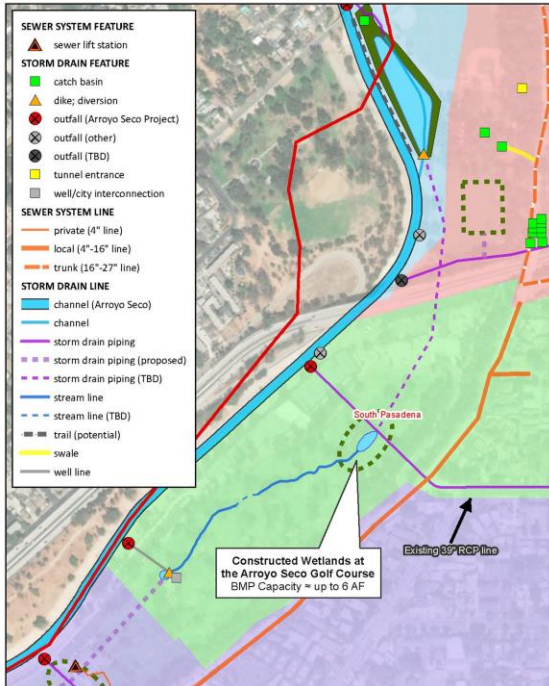 SEWER SYSTEM FEATURE
sewer lift station
STORM DRAIN FEATURE
catch basin
dike; diversion
outfall (Arroyo Seco Project)
outfall (other)
outfall (TBD)
tunnel entrance
well/city interconnection
SEWER SYSTEM LINE
private (4" line)
local (4"-16" line)
trunk (16"-27" line)
STORM DRAIN LINE
channel (Arroyo Seco)
channel
storm drain piping
storm drain piping (proposed)
storm drain piping (TBD)
stream line
stream line (TBD)
trail (potential)
swale
well line
South Pasadena
Existing 39" RCP line
Constructed Wetlands at
the Arroyo Seco Golf Course
BMP Capacity = up to 6 AF